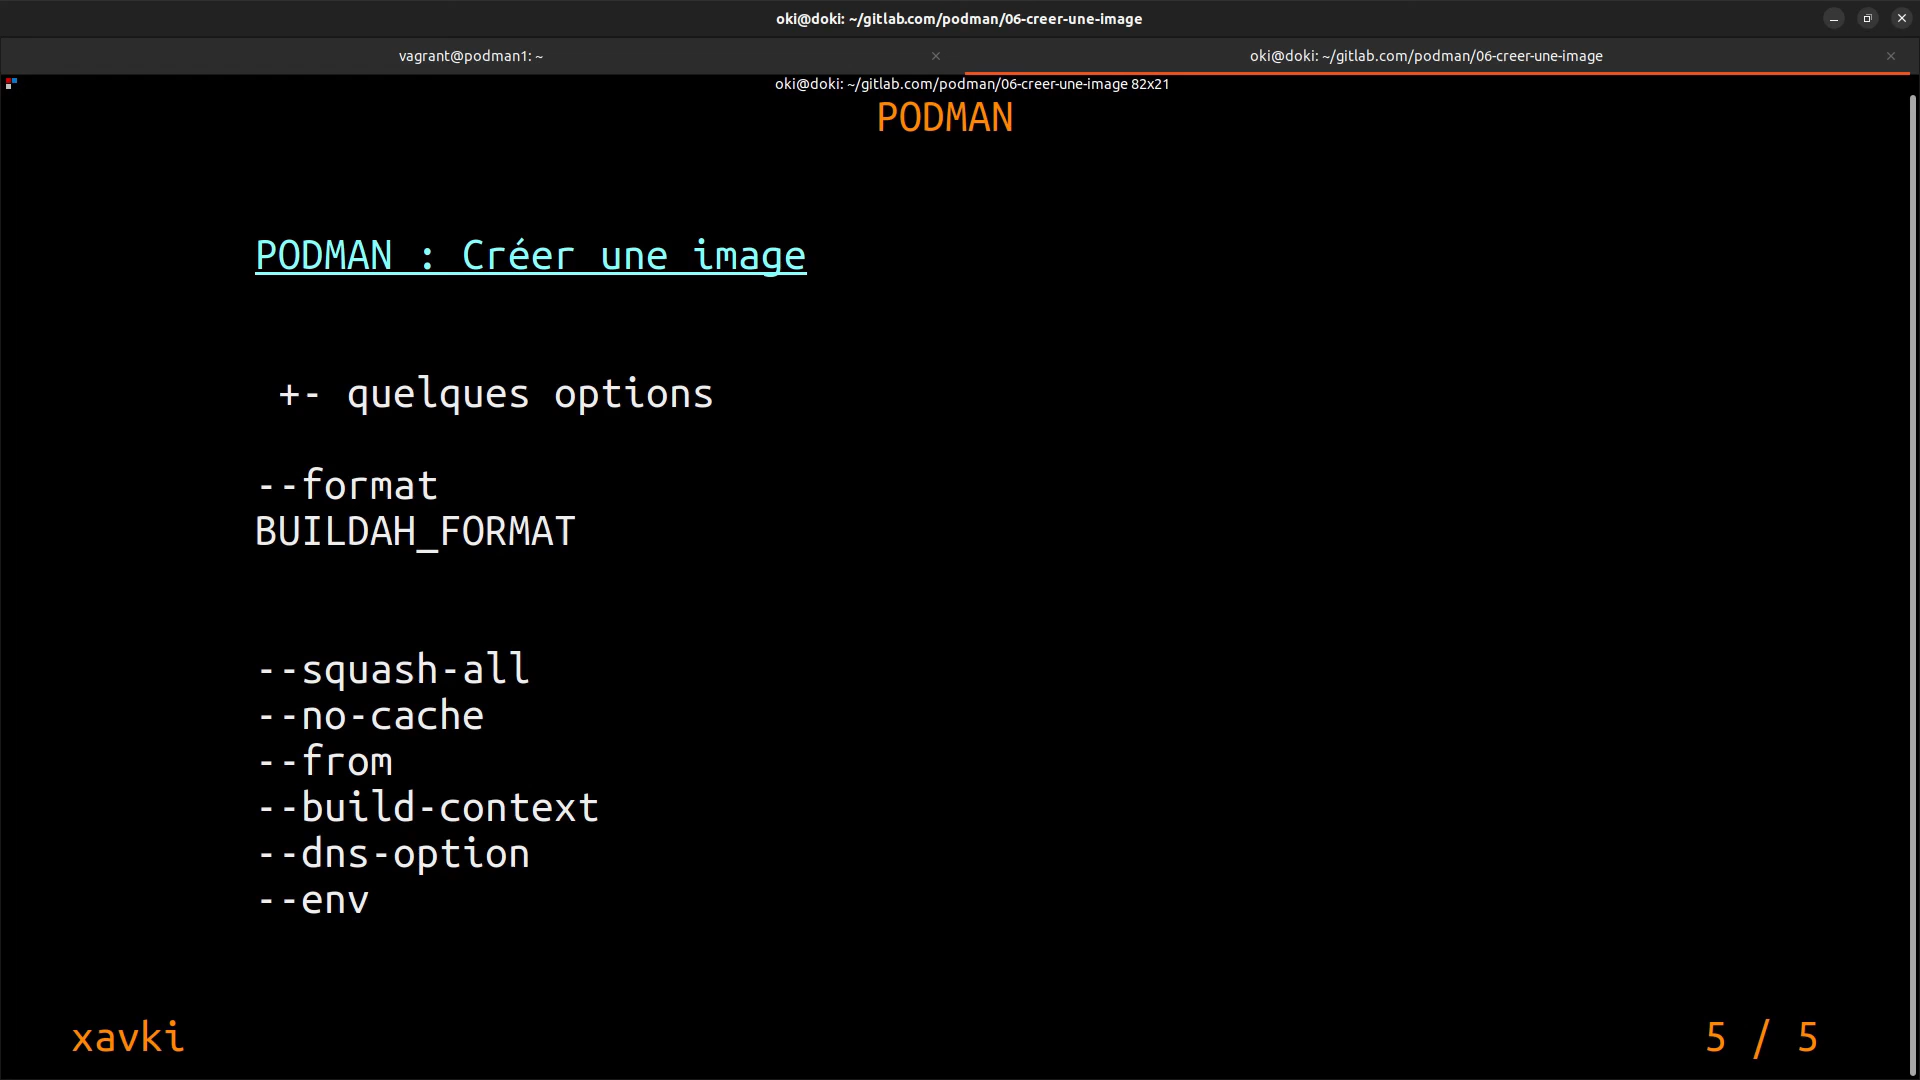 oki@doki: ~/gitlab.com/podman/06-creer-une-image
vagrant@podman1: ~
oki@doki: ~/gitlab.com/podman/06-creer-une-image
oki@doki: ~/gitlab.com/podman/06-creer-une-image 82x21
PODMAN
PODMAN : Créer une image
+- quelques options
--format
BUILDAH_FORMAT
--squash-all
--no-cache
--from
--build-context
--dns-option
--env
xavki
5 / 5